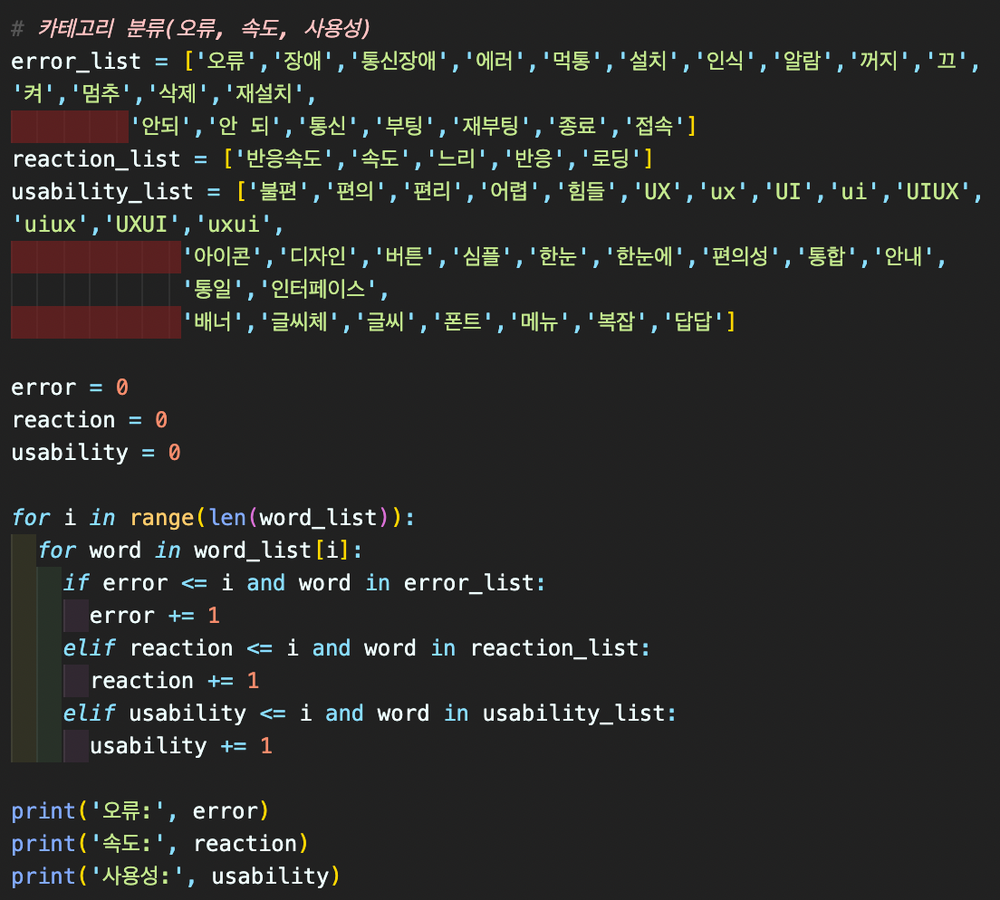 # 카테고리 분류(오류, 속도, 사용성)
error_list = ['오류','장애','통신장애','에러','먹통','설치','인식','알람','꺼지','끄',
'켜','멈추','삭제','재설치',
'안되','안 되','통신','부팅','재부팅','종료','접속']
reaction_list = ['반응속도','속도','느리','반응','로딩']
usability_list = ['불편','편의','편리','어렵','힘들','UX','ux','UI','ui','UIUX',
'uiux','UXUI','uxui',
'아이콘','디자인','버튼','심플','한눈','한눈에','편의성','통합','안내',
'통일','인터페이스',
'배너','글씨체','글씨','폰트','메뉴','복잡','답답']
error = 0
reaction = 0
usability = 0
for i in range(len(word_list)):
for word in word_list[i]:
if error <= i and word in error_list:
error += 1
elif reaction <= i and word in reaction_list:
reaction += 1
elif usability <= i and word in usability_list:
usability += 1
print('오류:', error)
print('속도:', reaction)
print('사용성:', usability)